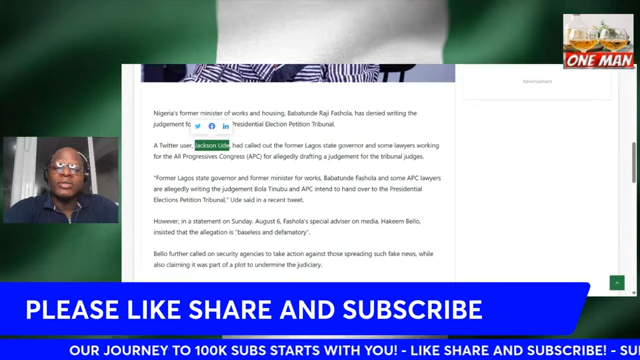 ONE MAN
Advertisement
Nigeria's former minister of works and housing, Babatunde Raji Fashola, has denied writing the
judgement fo Presidential Election Petition Tribunal.
A Twitter user, Jackson Ude, had called out the former Lagos state governor and some lawyers working
for the All Progressives Congress (APC) for allegedly drafting a judgement for the tribunal judges.
"Former Lagos state governor and former minister for works, Babatunde Fashola and some APC lawyers
are allegedly writing the judgement Bola Tinubu and APC intend to hand over to the Presidential
Elections Petition Tribunal," Ude said in a recent tweet.
However, in a statement on Sunday, August 6, Fashola's special adviser on media, Hakeem Bello,
insisted that the allegation is "baseless and defamatory".
Bello further called on security agencies to take action against those spreading such fake news, while
also claiming it was part of a plot to undermine the judiciary.
PLEASE LIKE SHARE AND SUBSCRIBE
OUR JOURNEY TO 100K SUBS STARTS WITH YOU! - LIKE SHARE AND SUBSCRIBE! - SU